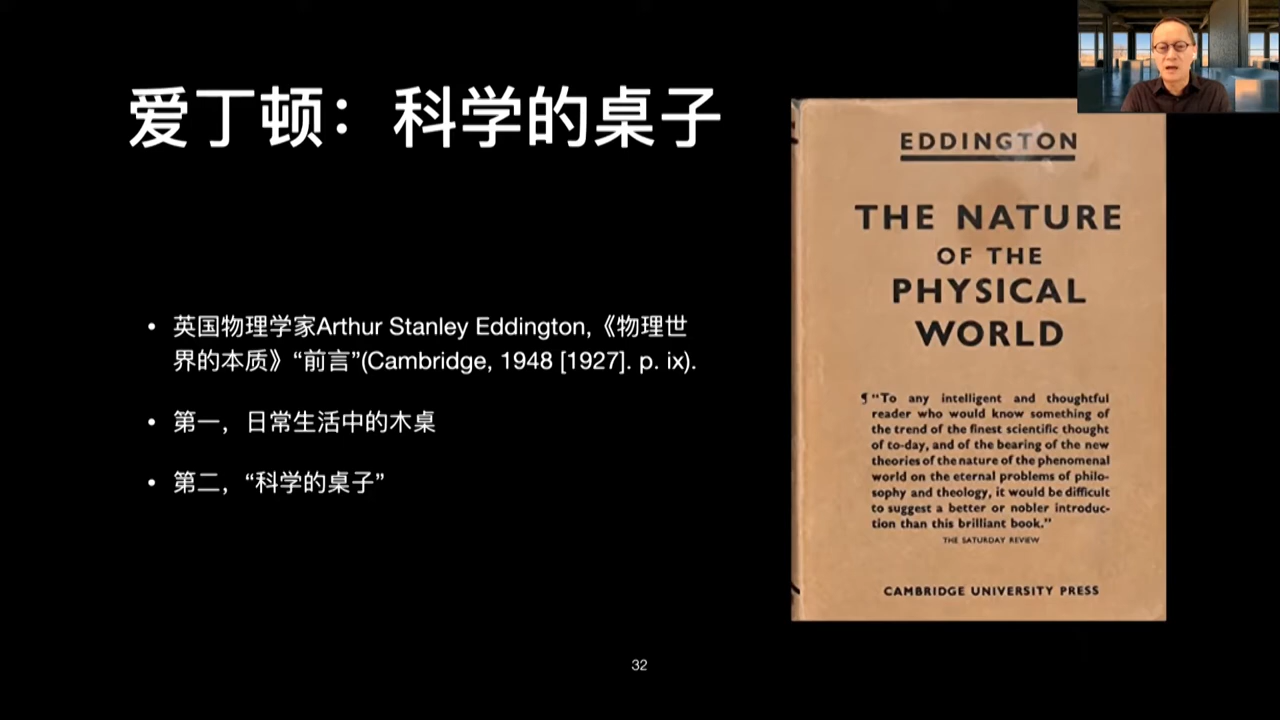 爱丁顿：科学的桌子
• 英国物理学家Arthur Stanley Eddington,《物理世
界的本质》“前言”(Cambridge, 1948 [1927]. p. ix).
• 第一，日常生活中的木桌
• 第二，“科学的桌子”
EDDINGTON
THE NATURE
OF THE
PHYSICAL
WORLD
¶ “To any intelligent and thoughtful
reader who would know something of
the trend of the finest scientific thought
of to-day, and of the bearing of the new
theories of the nature of the phenomenal
world on the eternal problems of philo-
sophy and theology, it would be difficult
to suggest a better or nobler introduc-
tion than this brilliant book.”
THE SATURDAY REVIEW
CAMBRIDGE UNIVERSITY PRESS
32